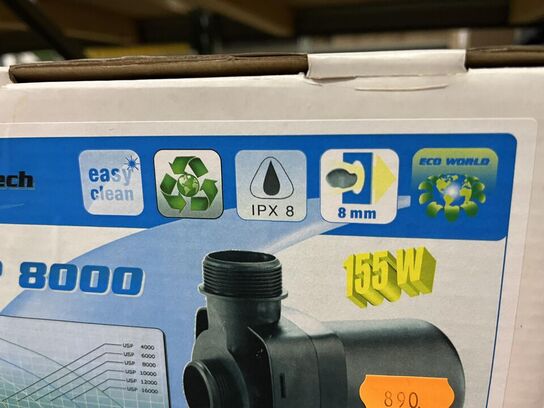 ech
easy
clean
IPX 8
8 mm
ECO WORLD
8000
155 W
USP 4000
USP 6000
USP 8000
USP 10000
USP 12000
USP 16000
890.